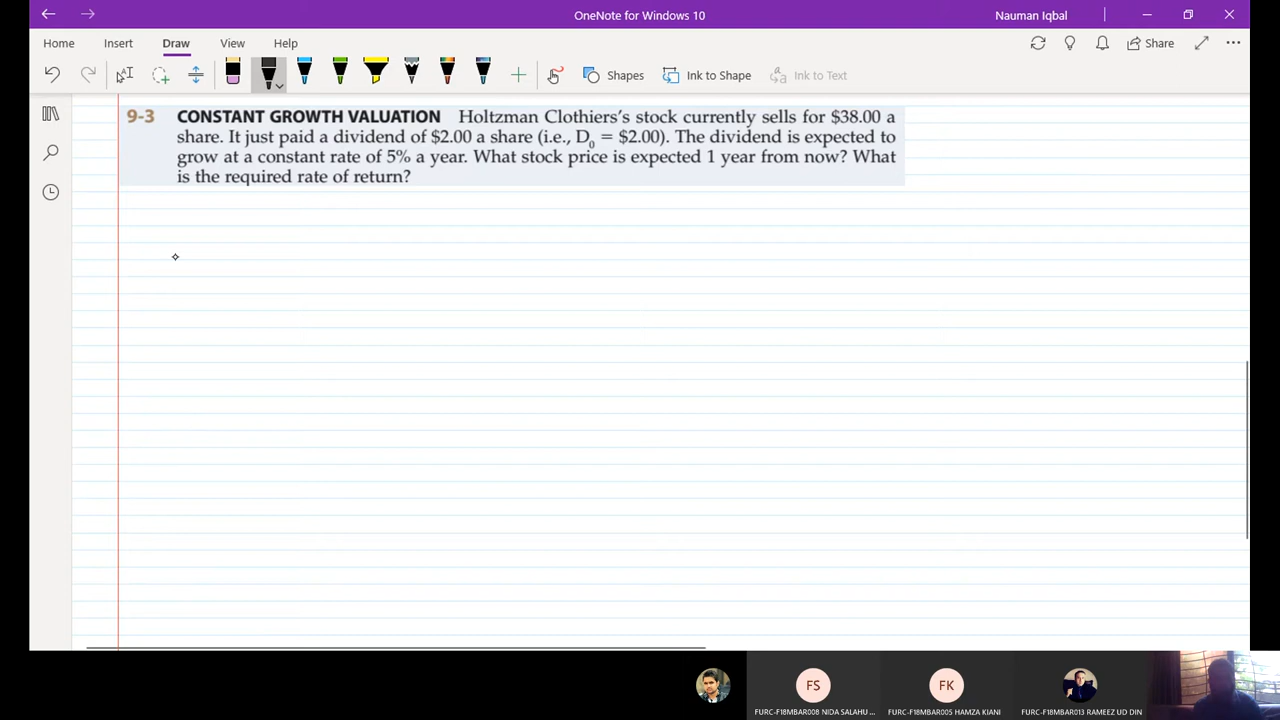 OneNote for Windows 10
Nauman Iqbal
Home Insert Draw View Help
Share
Shapes
Ink to Shape
Ink to Text
9-3 CONSTANT GROWTH VALUATION Holtzman Clothiers's stock currently sells for $38.00 a
share. It just paid a dividend of $2.00 a share (i.e., D₀ = $2.00). The dividend is expected to
grow at a constant rate of 5% a year. What stock price is expected 1 year from now? What
is the required rate of return?
FS
FK
FURC-F18MBAR008 NIDA SALAHU ...
FURC-F18MBAR005 HAMZA KIANI
FURC-F18MBAR013 RAMEEZ UD DIN